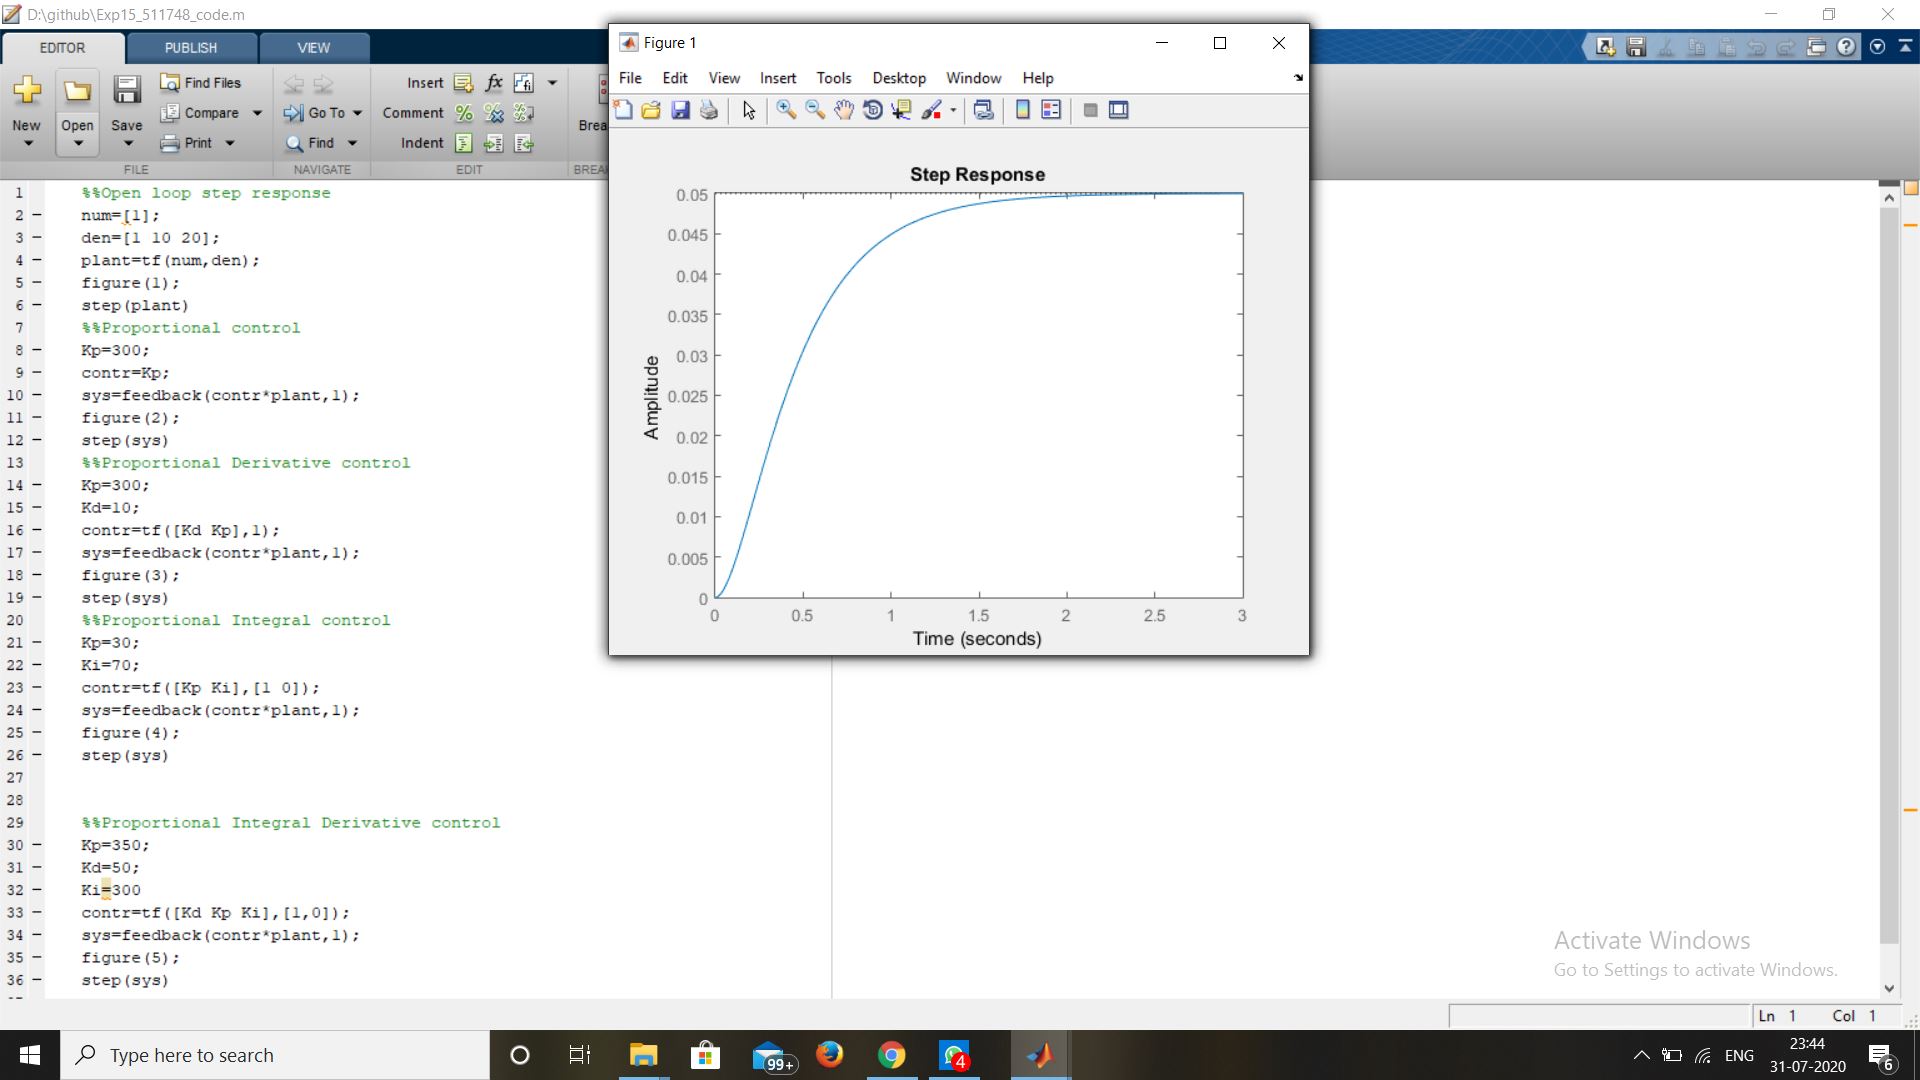 D:\github\Exp15_511748_code.m
EDITOR PUBLISH VIEW
New
Open
Save
Find Files
Compare
Print
FILE
Go To
Find
NAVIGATE
Insert
Comment
Indent
EDIT
Brea
BREA
1 %%Open loop step response
2 – num=[1];
3 – den=[1 10 20];
4 – plant=tf(num,den);
5 – figure(1);
6 – step(plant)
7 %%Proportional control
8 – Kp=300;
9 – contr=Kp;
10 – sys=feedback(contr*plant,1);
11 – figure(2);
12 – step(sys)
13 %%Proportional Derivative control
14 – Kp=300;
15 – Kd=10;
16 – contr=tf([Kd Kp],1);
17 – sys=feedback(contr*plant,1);
18 – figure(3);
19 – step(sys)
20 %%Proportional Integral control
21 – Kp=30;
22 – Ki=70;
23 – contr=tf([Kp Ki],[1 0]);
24 – sys=feedback(contr*plant,1);
25 – figure(4);
26 – step(sys)
27
28
29 %%Proportional Integral Derivative control
30 – Kp=350;
31 – Kd=50;
32 – Ki=300
33 – contr=tf([Kd Kp Ki],[1,0]);
34 – sys=feedback(contr*plant,1);
35 – figure(5);
36 – step(sys)
Figure 1
File Edit View Insert Tools Desktop Window Help
Step Response
Amplitude
0.05
0.045
0.04
0.035
0.03
0.025
0.02
0.015
0.01
0.005
0
0 0.5 1 1.5 2 2.5 3
Time (seconds)
Activate Windows
Go to Settings to activate Windows.
Ln 1 Col 1
Type here to search
99+
4
ENG
23:44
31-07-2020
6